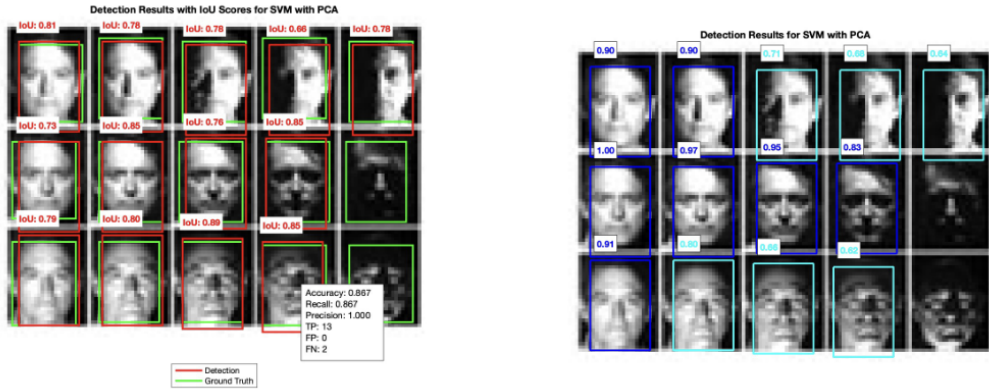 Detection Results with IoU Scores for SVM with PCA
IoU: 0.81 IoU: 0.78 IoU: 0.78 IoU: 0.66 IoU: 0.78
IoU: 0.73 IoU: 0.85 IoU: 0.76 IoU: 0.85
IoU: 0.79 IoU: 0.80 IoU: 0.89 IoU: 0.85
Accuracy: 0.867
Recall: 0.867
Precision: 1.000
TP: 13
FP: 0
FN: 2
Detection
Ground Truth
Detection Results for SVM with PCA
0.90 0.90 0.71 0.68 0.64
1.00 0.97 0.95 0.83
0.91 0.80 0.62